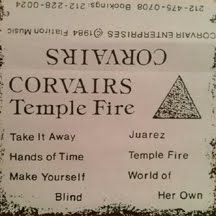 212-475-0708 Bookings: 212-228-0024
CORVAIR ENTERPRISES ©1984 Flatiron Music
CORVAIRS
CORVAIRS
Temple Fire
Take It Away
Hands of Time
Make Yourself
Blind
Juarez
Temple Fire
World of
Her Own